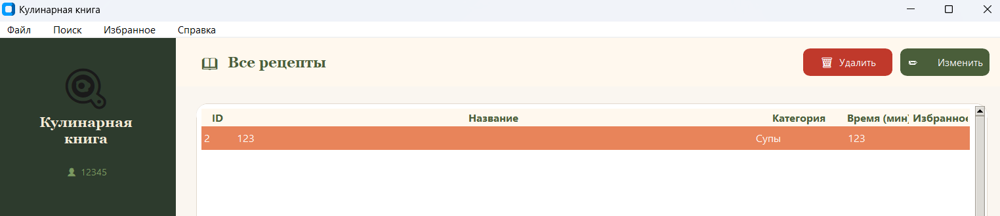 Кулинарная книга
Файл Поиск Избранное Справка
Все рецепты
Удалить Изменить
Кулинарная
книга
12345
ID Название Категория Время (мин) Избранное
2 123 Супы 123